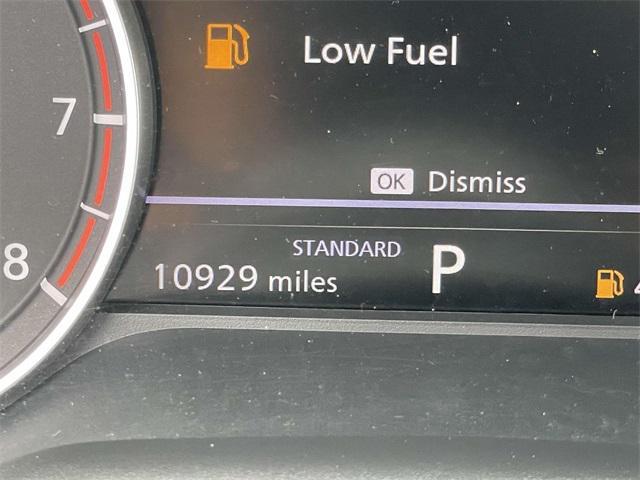 Low Fuel
7
OK Dismiss
STANDARD
8
10929 miles P